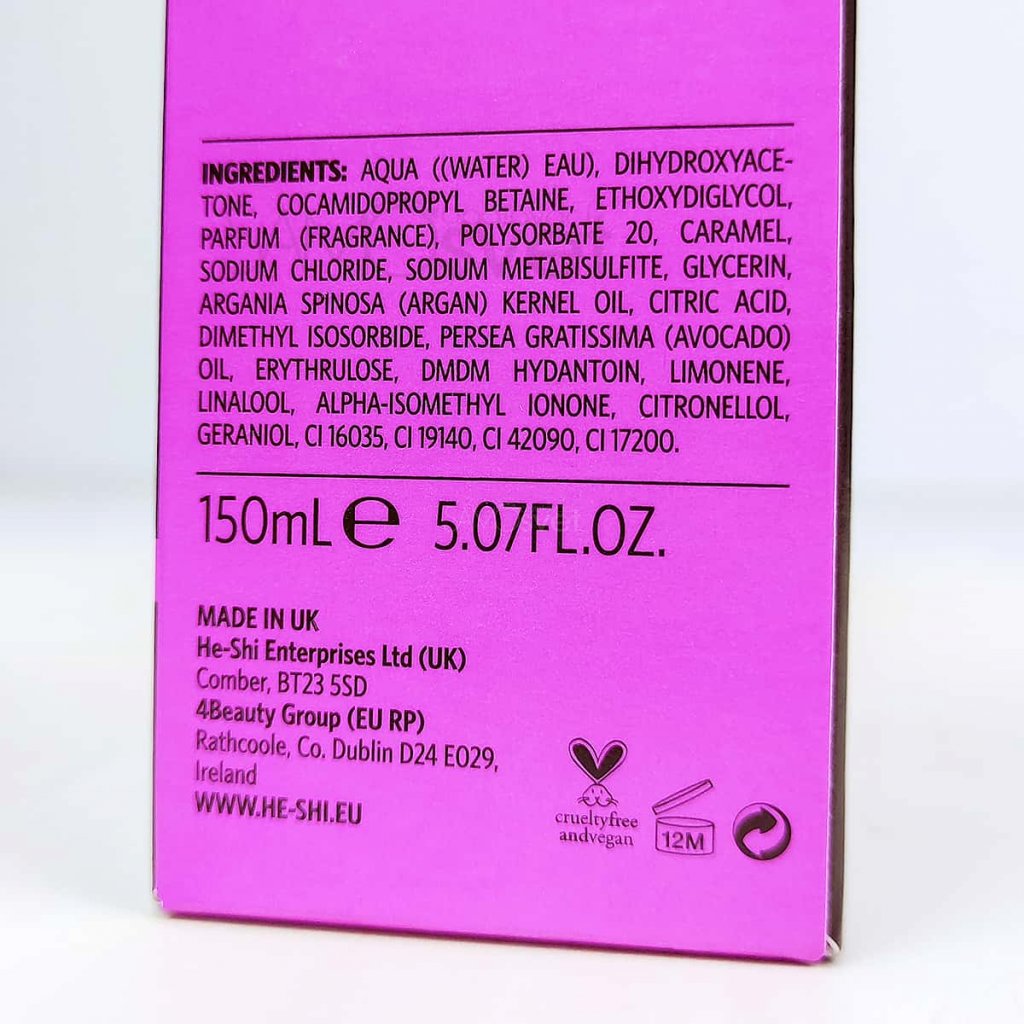 INGREDIENTS: AQUA ((WATER) EAU), DIHYDROXYACE-
TONE, COCAMIDOPROPYL BETAINE, ETHOXYDIGLYCOL,
PARFUM (FRAGRANCE), POLYSORBATE 20, CARAMEL,
SODIUM CHLORIDE, SODIUM METABISULFITE, GLYCERIN,
ARGANIA SPINOSA (ARGAN) KERNEL OIL, CITRIC ACID,
DIMETHYL ISOSORBIDE, PERSEA GRATISSIMA (AVOCADO)
OIL, ERYTHRULOSE, DMDM HYDANTOIN, LIMONENE,
LINALOOL, ALPHA-ISOMETHYL IONONE, CITRONELLOL,
GERANIOL, CI 16035, CI 19140, CI 42090, CI 17200.
150mL e 5.07FL.OZ.
MADE IN UK
He-Shi Enterprises Ltd (UK)
Comber, BT23 5SD
4Beauty Group (EU RP)
Rathcoole, Co. Dublin D24 E029,
Ireland
WWW.HE-SHI.EU
crueltyfree
andvegan
12M